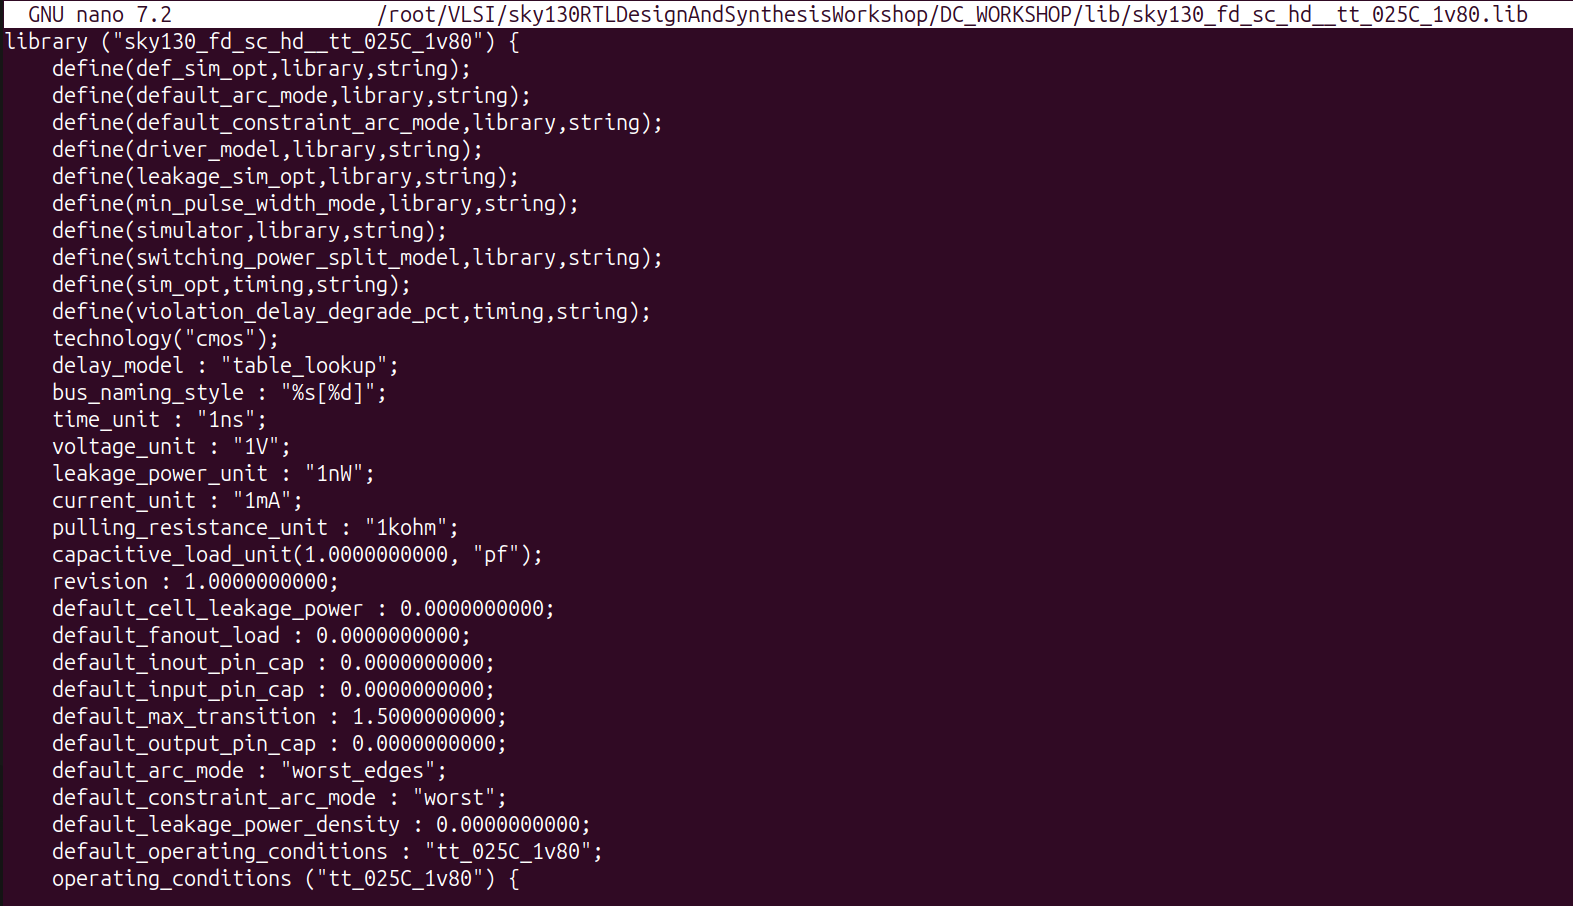 GNU nano 7.2 /root/VLSI/sky130RTLDesignAndSynthesisWorkshop/DC_WORKSHOP/lib/sky130_fd_sc_hd__tt_025C_1v80.lib
library ("sky130_fd_sc_hd__tt_025C_1v80") {
    define(def_sim_opt,library,string);
    define(default_arc_mode,library,string);
    define(default_constraint_arc_mode,library,string);
    define(driver_model,library,string);
    define(leakage_sim_opt,library,string);
    define(min_pulse_width_mode,library,string);
    define(simulator,library,string);
    define(switching_power_split_model,library,string);
    define(sim_opt,timing,string);
    define(violation_delay_degrade_pct,timing,string);
    technology("cmos");
    delay_model : "table_lookup";
    bus_naming_style : "%s[%d]";
    time_unit : "1ns";
    voltage_unit : "1V";
    leakage_power_unit : "1nW";
    current_unit : "1mA";
    pulling_resistance_unit : "1kohm";
    capacitive_load_unit(1.0000000000, "pf");
    revision : 1.0000000000;
    default_cell_leakage_power : 0.0000000000;
    default_fanout_load : 0.0000000000;
    default_inout_pin_cap : 0.0000000000;
    default_input_pin_cap : 0.0000000000;
    default_max_transition : 1.5000000000;
    default_output_pin_cap : 0.0000000000;
    default_arc_mode : "worst_edges";
    default_constraint_arc_mode : "worst";
    default_leakage_power_density : 0.0000000000;
    default_operating_conditions : "tt_025C_1v80";
    operating_conditions ("tt_025C_1v80") {